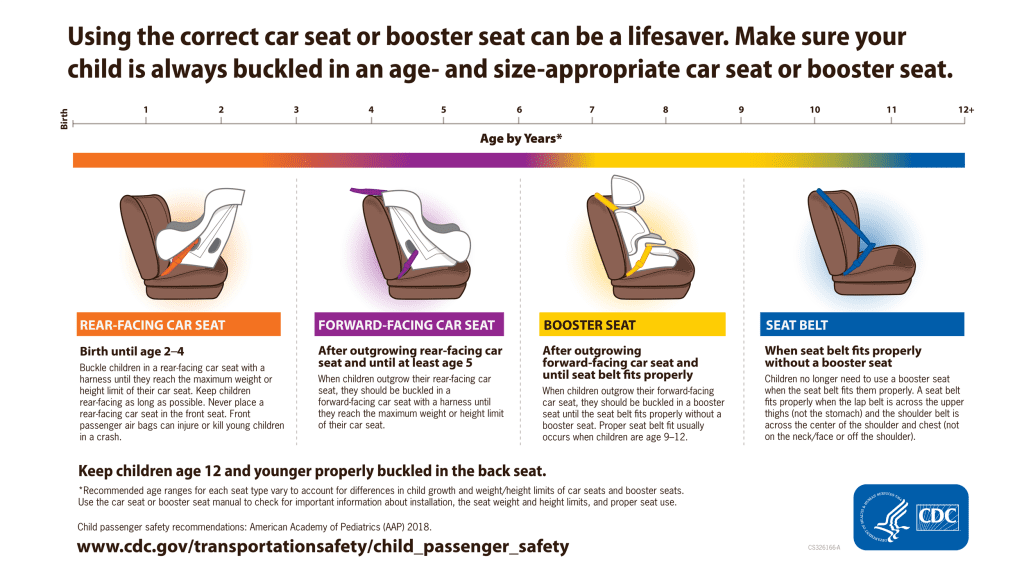 Using the correct car seat or booster seat can be a lifesaver. Make sure your
child is always buckled in an age- and size-appropriate car seat or booster seat.
Birth
1
2
3
4
5
6
7
8
9
10
11
12+
Age by Years*
REAR-FACING CAR SEAT
Birth until age 2–4
Buckle children in a rear-facing car seat with a
harness until they reach the maximum weight or
height limit of their car seat. Keep children
rear-facing as long as possible. Never place a
rear-facing car seat in the front seat. Front
passenger air bags can injure or kill young children
in a crash.
FORWARD-FACING CAR SEAT
After outgrowing rear-facing car
seat and until at least age 5
When children outgrow their rear-facing car
seat, they should be buckled in a
forward-facing car seat with a harness until
they reach the maximum weight or height limit
of their car seat.
BOOSTER SEAT
After outgrowing
forward-facing car seat and
until seat belt fits properly
When children outgrow their forward-facing
car seat, they should be buckled in a booster
seat until the seat belt fits properly without a
booster seat. Proper seat belt fit usually
occurs when children are age 9–12.
SEAT BELT
When seat belt fits properly
without a booster seat
Children no longer need to use a booster seat
when the seat belt fits them properly. A seat belt
fits properly when the lap belt is across the upper
thighs (not the stomach) and the shoulder belt is
across the center of the shoulder and chest (not
on the neck/face or off the shoulder).
Keep children age 12 and younger properly buckled in the back seat.
*Recommended age ranges for each seat type vary to account for differences in child growth and weight/height limits of car seats and booster seats.
Use the car seat or booster seat manual to check for important information about installation, the seat weight and height limits, and proper seat use.
Child passenger safety recommendations: American Academy of Pediatrics (AAP) 2018.
www.cdc.gov/transportationsafety/child_passenger_safety
CS326166-A
CDC